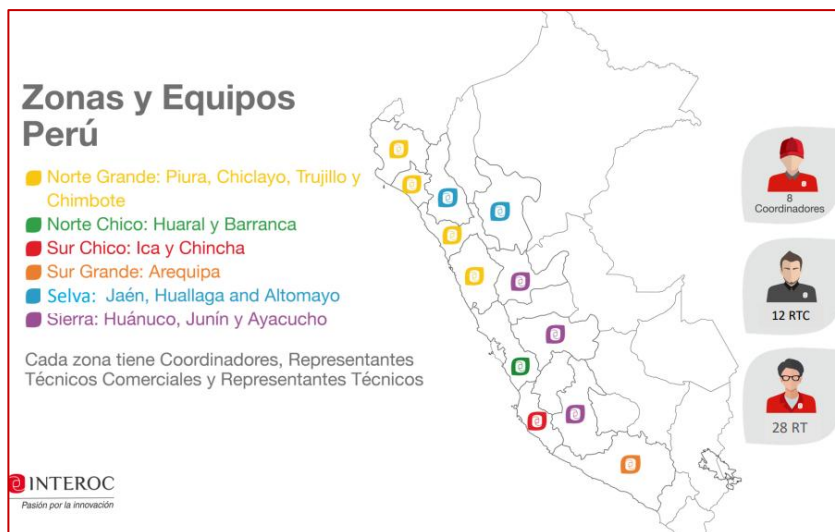 Zonas y Equipos
Perú
Norte Grande: Piura, Chiclayo, Trujillo y
Chimbote
Norte Chico: Huaral y Barranca
Sur Chico: Ica y Chincha
Sur Grande: Arequipa
Selva: Jaén, Huallaga and Altomayo
Sierra: Huánuco, Junín y Ayacucho
Cada zona tiene Coordinadores, Representantes
Técnicos Comerciales y Representantes Técnicos
8
Coordinadores
12 RTC
28 RT
INTEROC
Pasión por la innovación